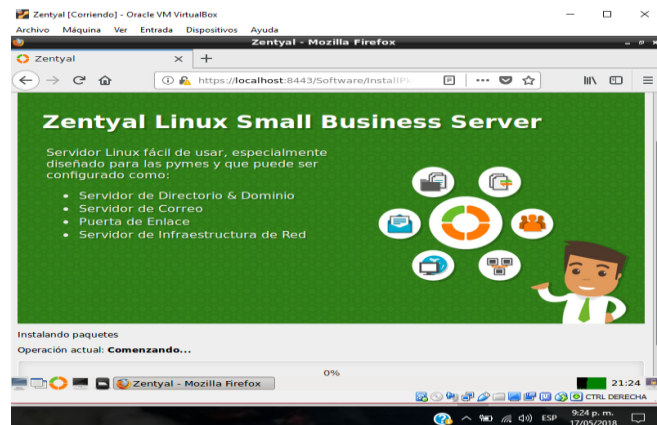 Zentyal [Corriendo] - Oracle VM VirtualBox
Archivo Máquina Ver Entrada Dispositivos Ayuda
Zentyal - Mozilla Firefox
Zentyal
https://localhost:8443/Software/InstallPk
Zentyal Linux Small Business Server
Servidor Linux fácil de usar, especialmente
diseñado para las pymes y que puede ser
configurado como:
• Servidor de Directorio & Dominio
• Servidor de Correo
• Puerta de Enlace
• Servidor de Infraestructura de Red
Instalando paquetes
Operación actual: Comenzando...
0%
Zentyal - Mozilla Firefox
21:24
CTRL DERECHA
ESP
9:24 p. m.
17/05/2018